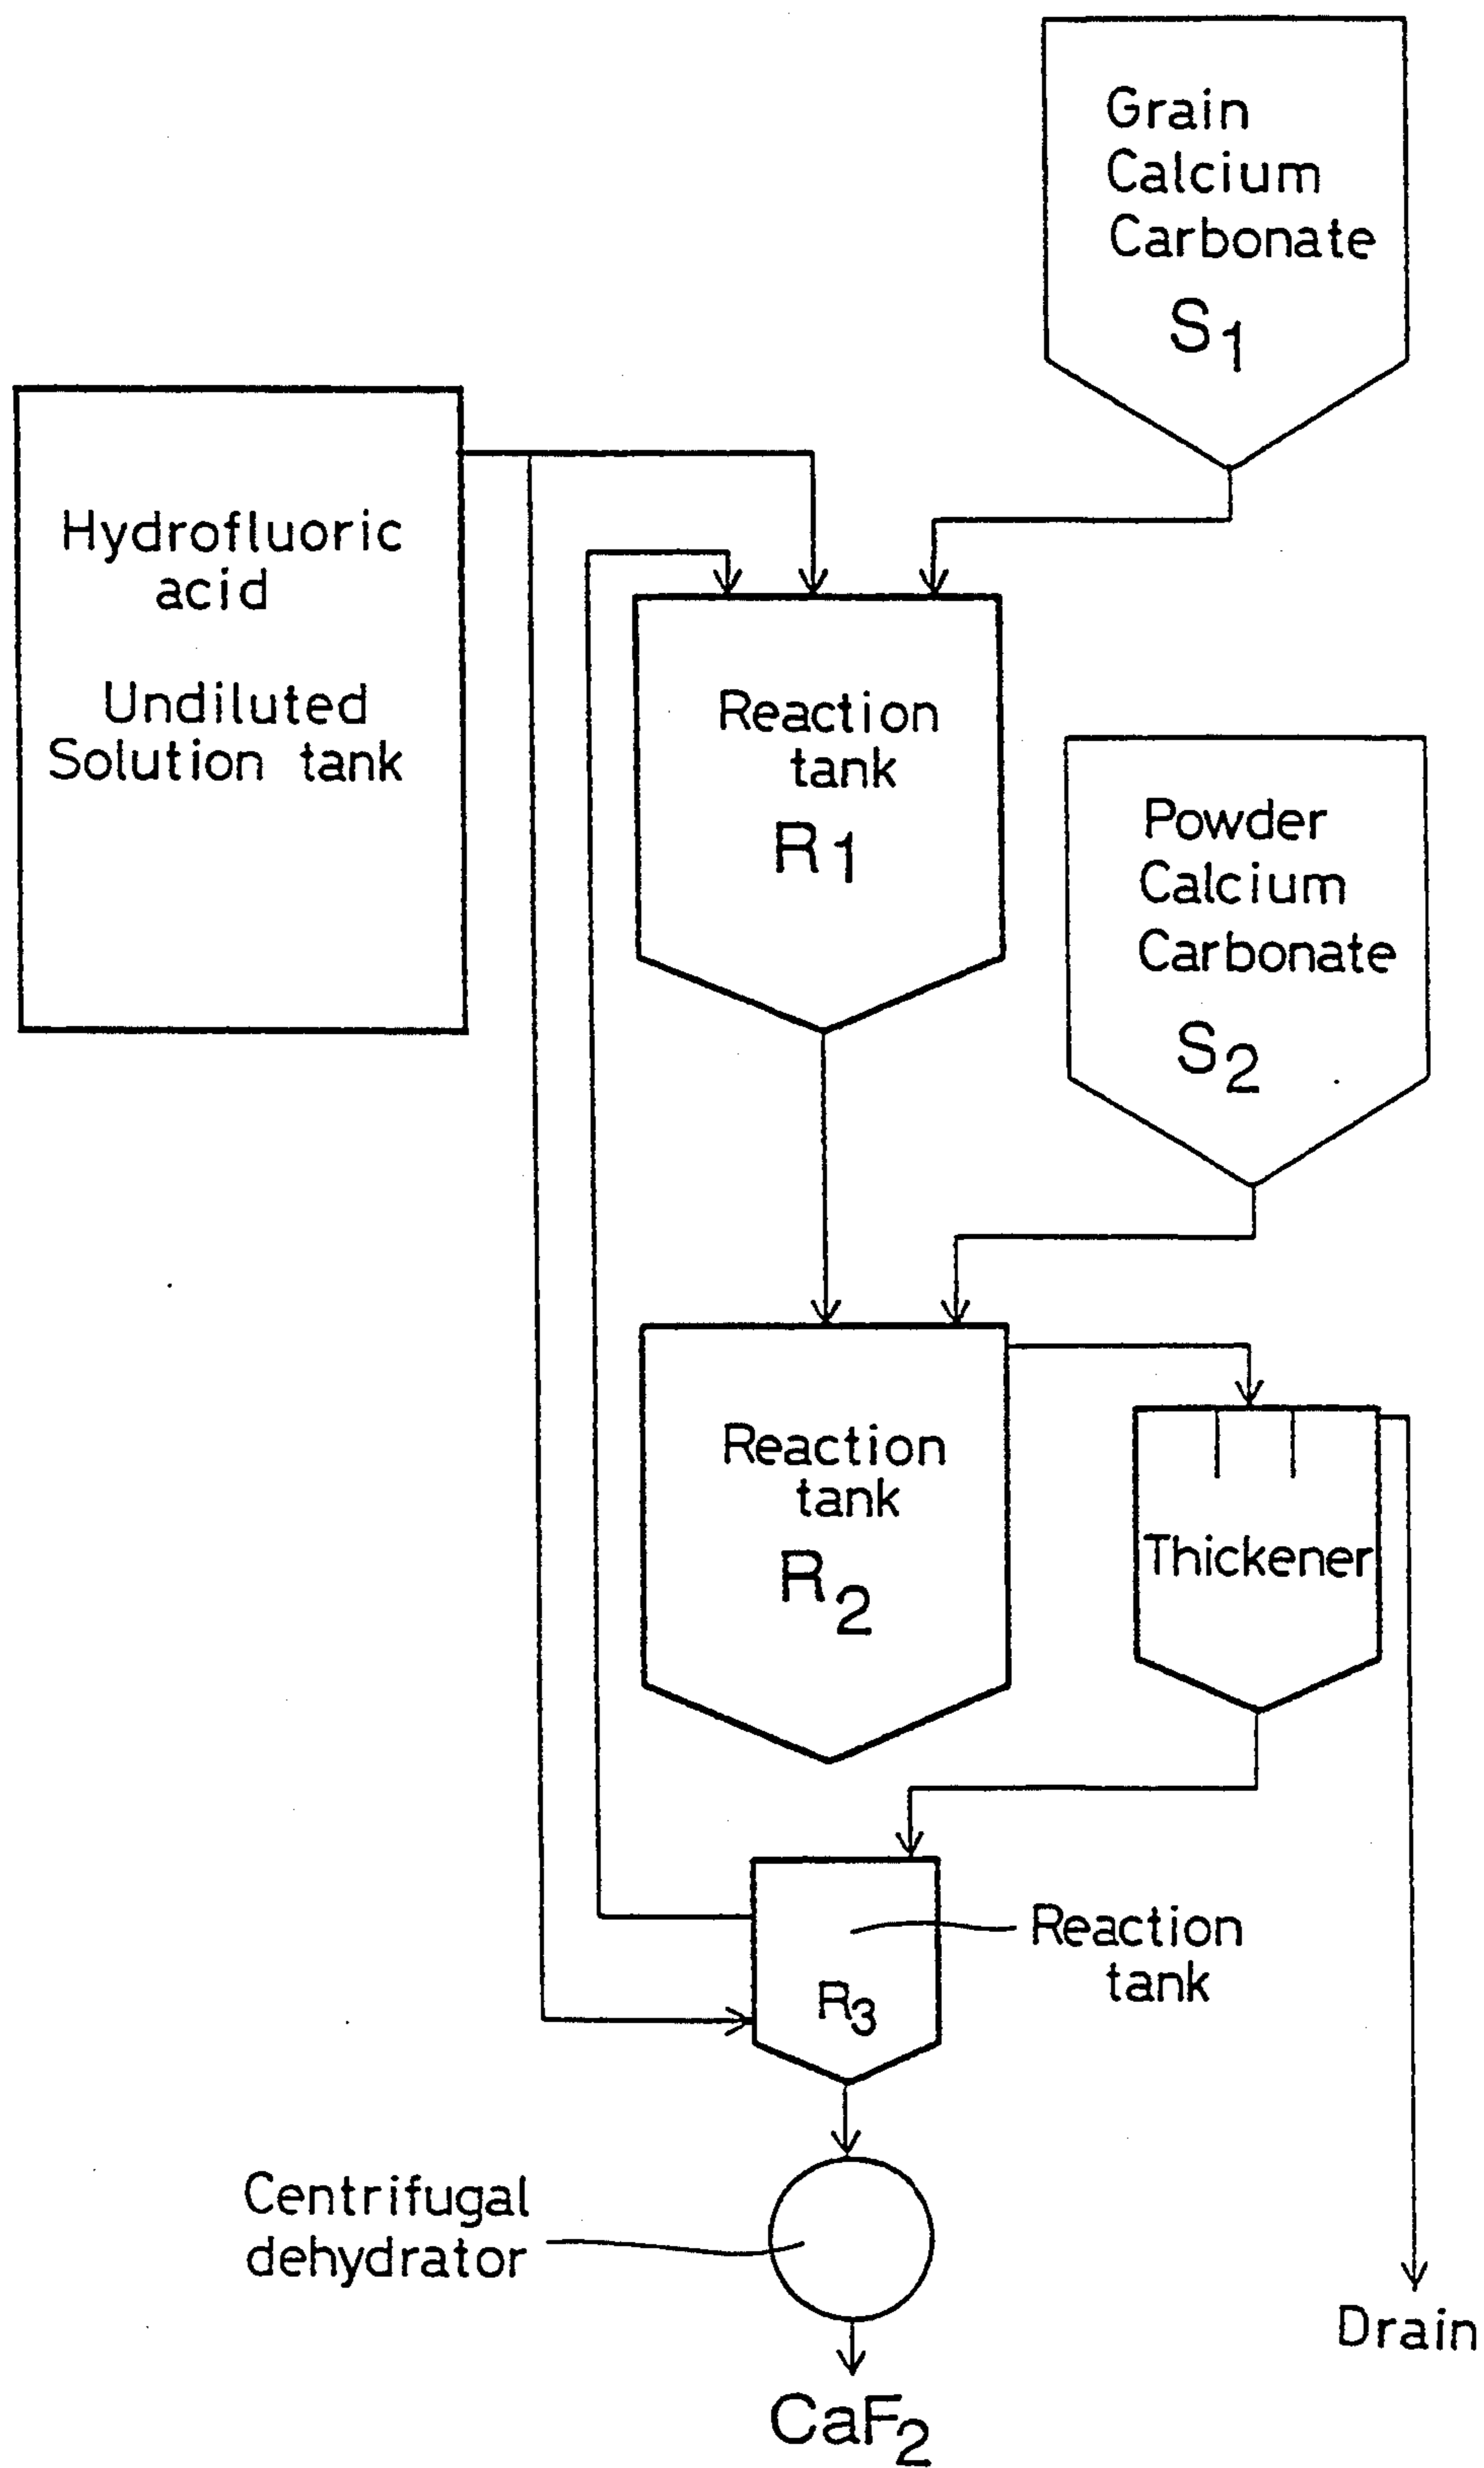 Grain
Calcium
Carbonate
S1
Hydrofluoric
acid
Undiluted
Solution tank
Reaction
tank
R1
Powder
Calcium
Carbonate
S2
Reaction
tank
R2
Thickener
Reaction
tank
R3
Centrifugal
dehydrator
Drain
CaF2